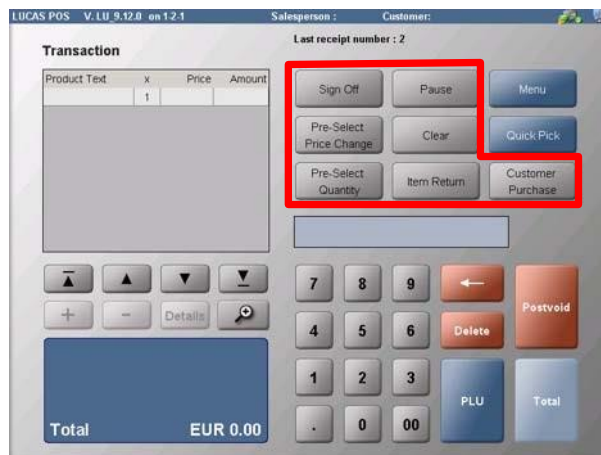 LUCAS POS V. LU_9.12.0 on 1-2-1 Salesperson : Customer:
Last receipt number : 2
Transaction
Product Text x Price Amount
1
Sign Off Pause Menu
Pre-Select
Price Change
Clear Quick Pick
Pre-Select
Quantity
Item Return
Customer
Purchase
7 8 9 ←
Postvoid
+ - Details
4 5 6 Delete
1 2 3
PLU Total
Total EUR 0.00
. 0 00